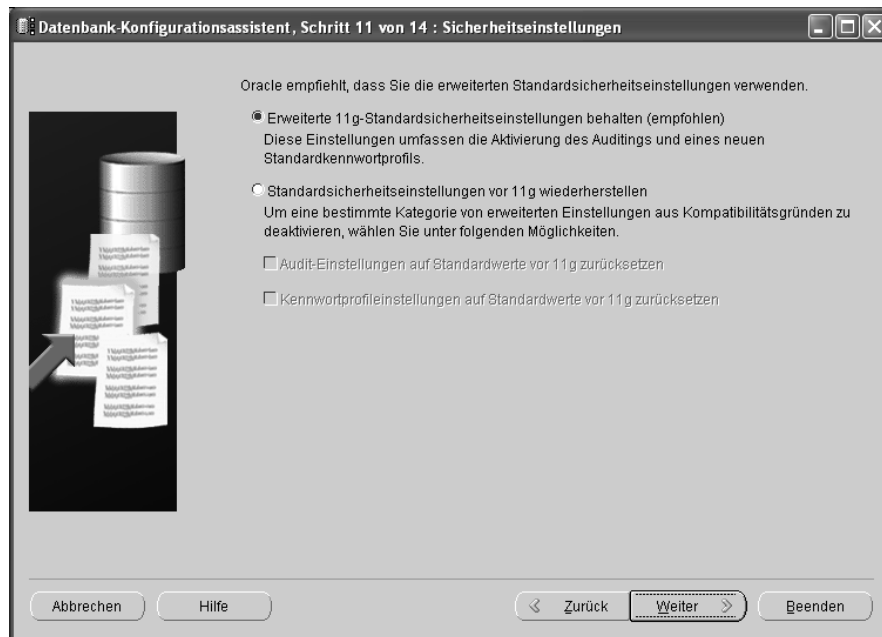 Datenbank-Konfigurationsassistent, Schritt 11 von 14 : Sicherheitseinstellungen
Oracle empfiehlt, dass Sie die erweiterten Standardsicherheitseinstellungen verwenden.
Erweiterte 11g-Standardsicherheitseinstellungen behalten (empfohlen)
Diese Einstellungen umfassen die Aktivierung des Auditings und eines neuen
Standardkennwortprofils.
Standardsicherheitseinstellungen vor 11g wiederherstellen
Um eine bestimmte Kategorie von erweiterten Einstellungen aus Kompatibilitätsgründen zu
deaktivieren, wählen Sie unter folgenden Möglichkeiten.
Audit-Einstellungen auf Standardwerte vor 11g zurücksetzen
Kennwortprofileinstellungen auf Standardwerte vor 11g zurücksetzen
Abbrechen
Hilfe
Zurück
Weiter
Beenden